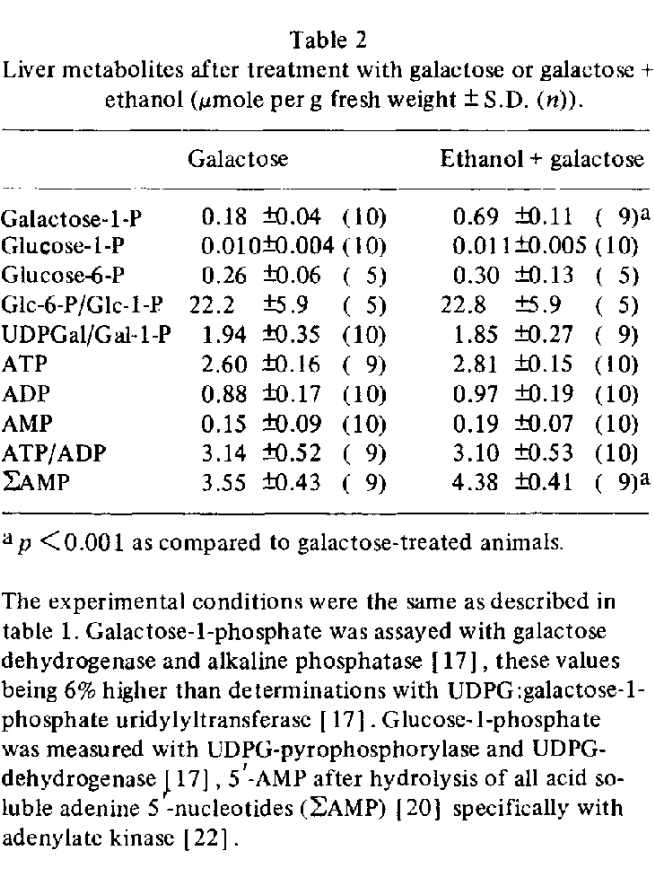 Table 2
Liver metabolites after treatment with galactose or galactose +
ethanol (μmole per g fresh weight ± S.D. (n)).
Galactose Ethanol + galactose
Galactose-1-P 0.18 ±0.04 (10) 0.69 ±0.11 ( 9)a
Glucose-1-P 0.010±0.004 (10) 0.011±0.005 (10)
Glucose-6-P 0.26 ±0.06 ( 5) 0.30 ±0.13 ( 5)
Glc-6-P/Glc-1-P 22.2 ±5.9 ( 5) 22.8 ±5.9 ( 5)
UDPGal/Gal-1-P 1.94 ±0.35 (10) 1.85 ±0.27 ( 9)
ATP 2.60 ±0.16 ( 9) 2.81 ±0.15 (10)
ADP 0.88 ±0.17 (10) 0.97 ±0.19 (10)
AMP 0.15 ±0.09 (10) 0.19 ±0.07 (10)
ATP/ADP 3.14 ±0.52 ( 9) 3.10 ±0.53 (10)
ΣAMP 3.55 ±0.43 ( 9) 4.38 ±0.41 ( 9)a
a p <0.001 as compared to galactose-treated animals.
The experimental conditions were the same as described in
table 1. Galactose-1-phosphate was assayed with galactose
dehydrogenase and alkaline phosphatase [17], these values
being 6% higher than determinations with UDPG:galactose-1-
phosphate uridylyltransferase [17]. Glucose-1-phosphate
was measured with UDPG-pyrophosphorylase and UDPG-
dehydrogenase [17], 5'-AMP after hydrolysis of all acid so-
luble adenine 5'-nucleotides (ΣAMP) [20] specifically with
adenylate kinase [22].